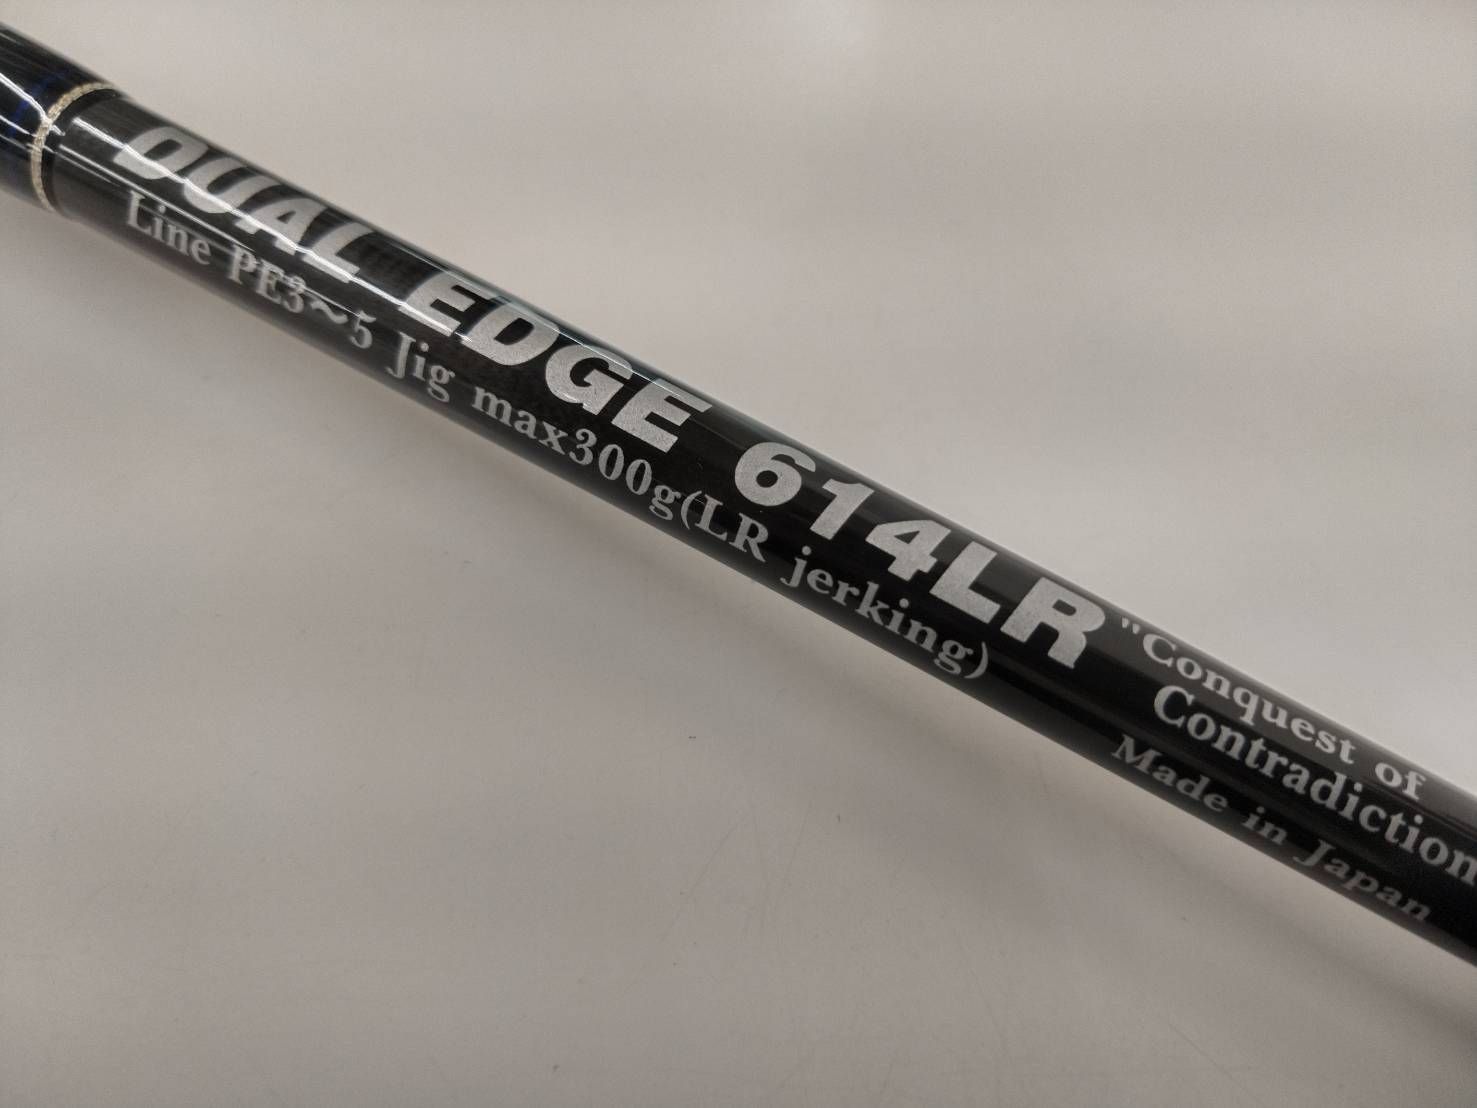 DUAL EDGE 614LR
Line PE3～5 Jig max300g(LR jerking)
"Conquest of
Contradiction
Made in Japan